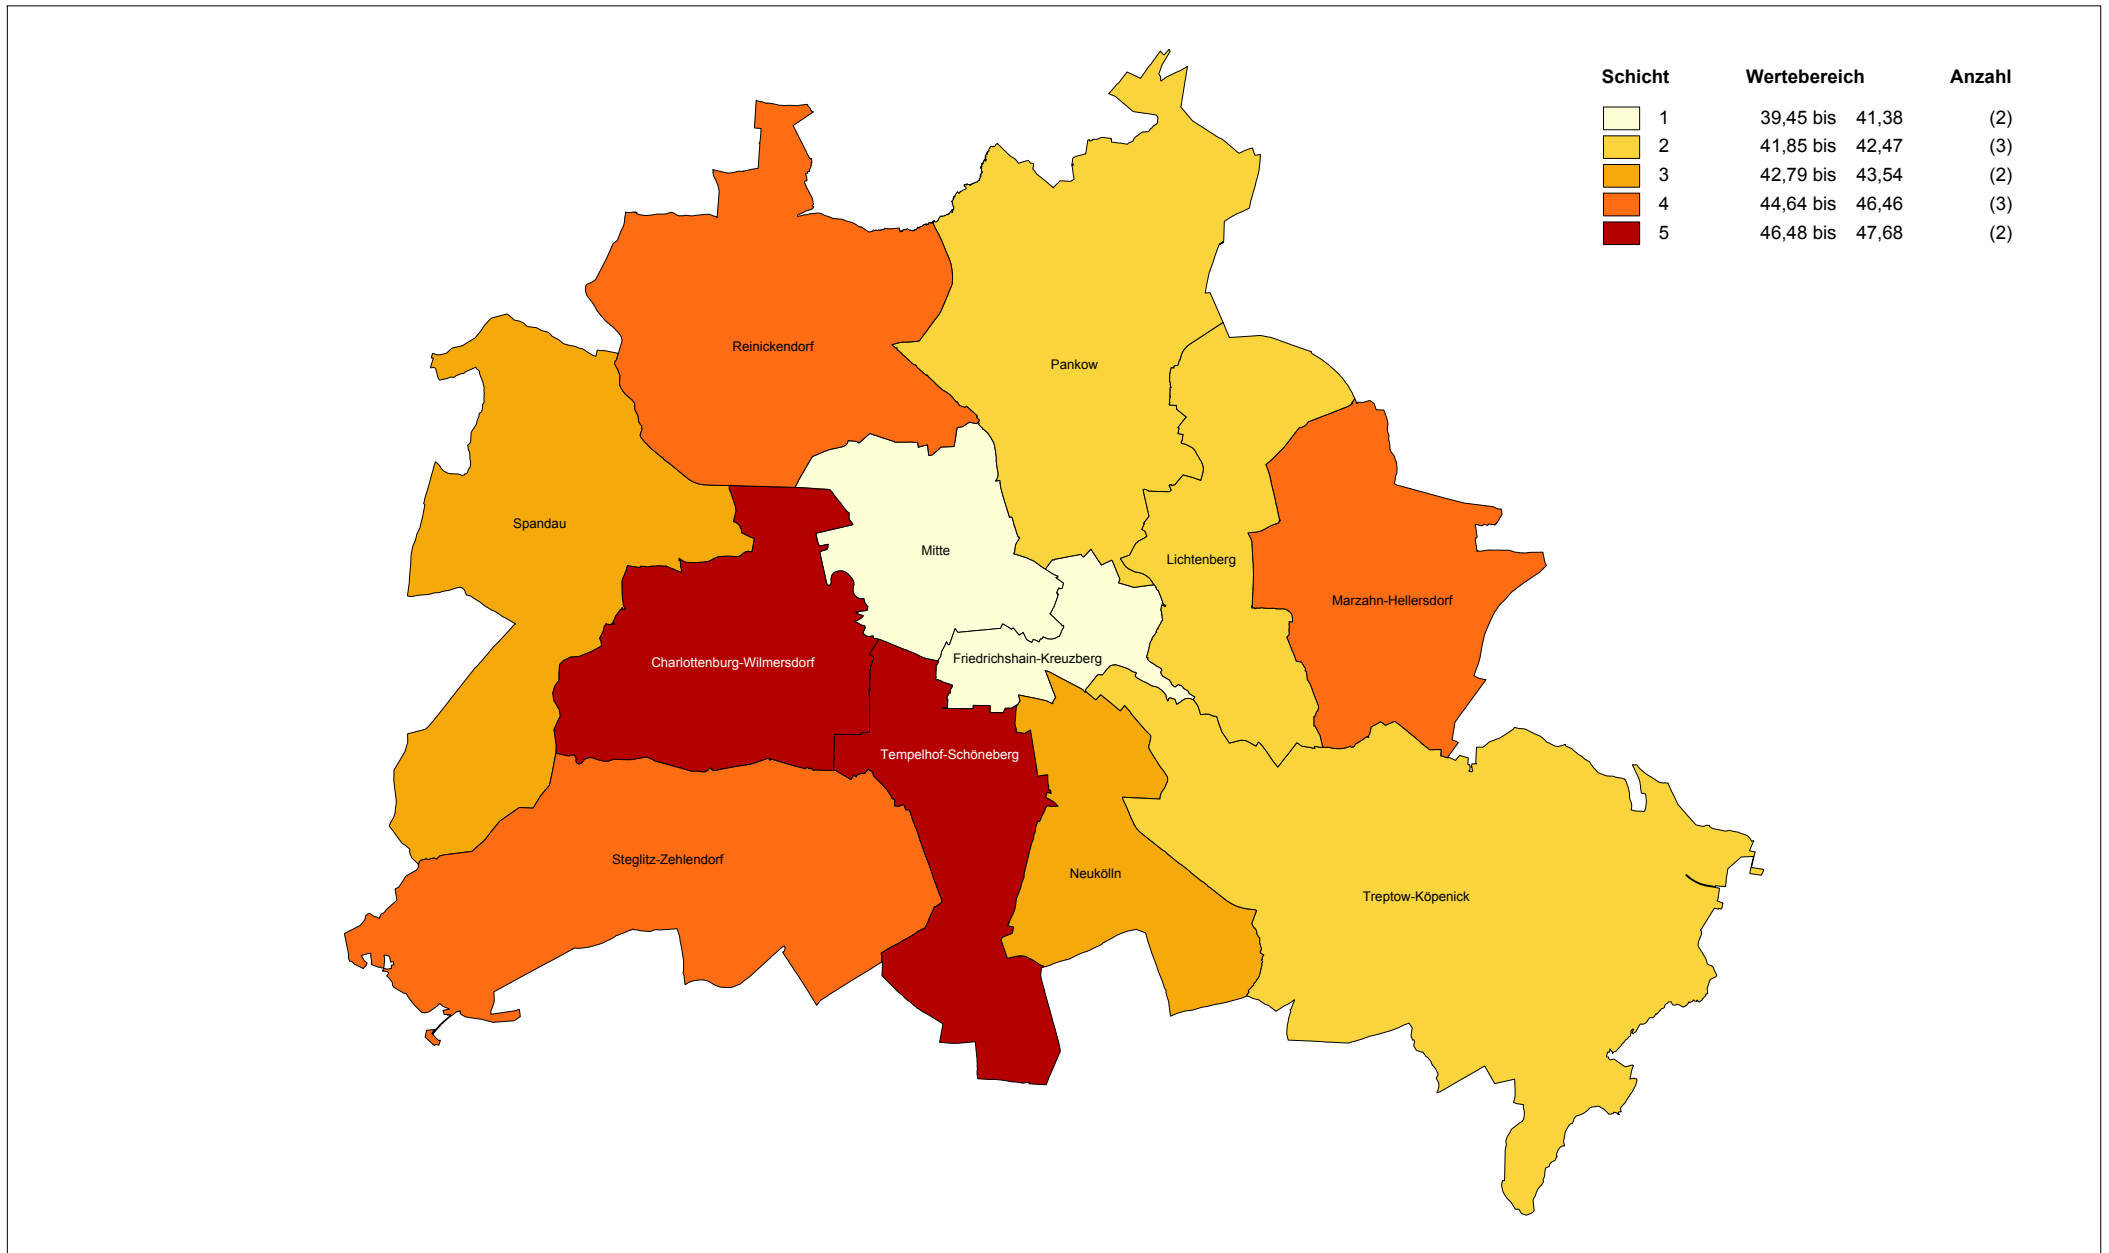 Schicht Wertebereich Anzahl
1 39,45 bis 41,38 (2)
2 41,85 bis 42,47 (3)
3 42,79 bis 43,54 (2)
4 44,64 bis 46,46 (3)
5 46,48 bis 47,68 (2)
Reinickendorf
Pankow
Spandau
Mitte
Lichtenberg
Marzahn-Hellersdorf
Charlottenburg-Wilmersdorf
Friedrichshain-Kreuzberg
Tempelhof-Schöneberg
Steglitz-Zehlendorf
Neukölln
Treptow-Köpenick